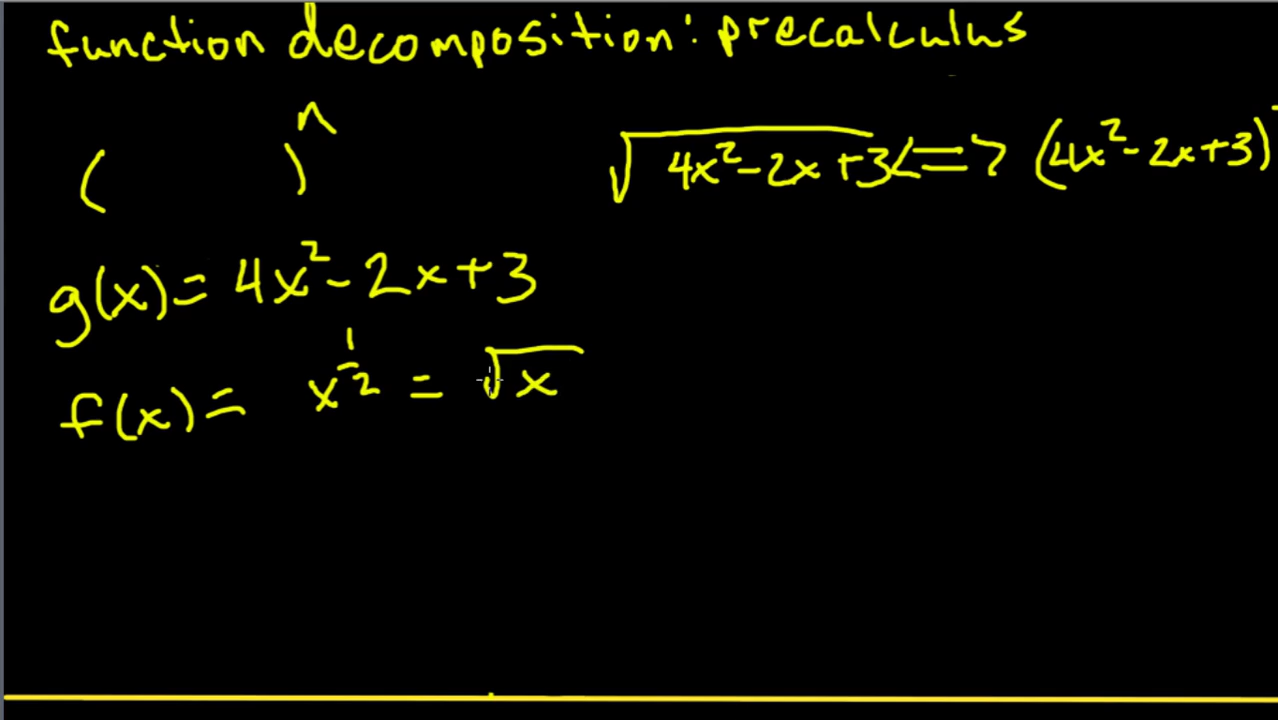 function decomposition: precalculus
( )ⁿ
√(4x²-2x+3) <=> (4x²-2x+3)
g(x)= 4x²-2x+3
f(x)= x^(1/2) = √x